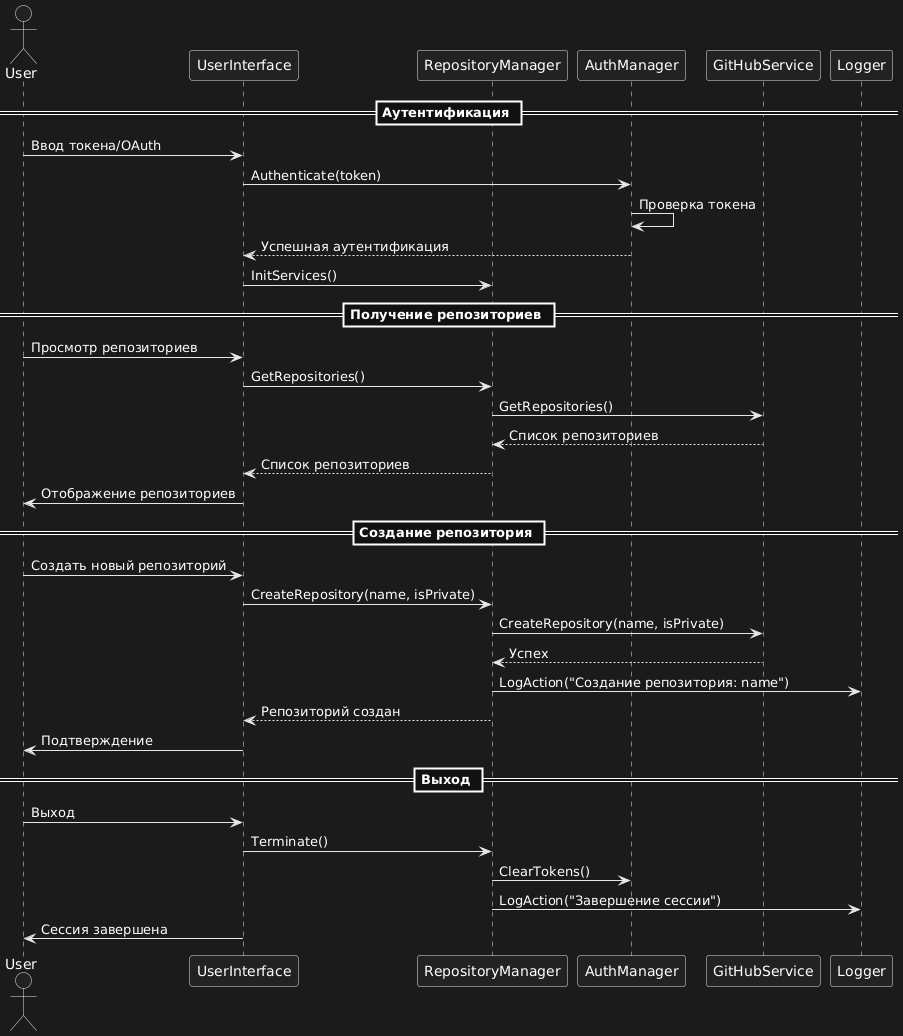 User
UserInterface
RepositoryManager
AuthManager
GitHubService
Logger
Аутентификация
Ввод токена/OAuth
Authenticate(token)
Проверка токена
Успешная аутентификация
InitServices()
Получение репозиториев
Просмотр репозиториев
GetRepositories()
GetRepositories()
Список репозиториев
Список репозиториев
Отображение репозиториев
Создание репозитория
Создать новый репозиторий
CreateRepository(name, isPrivate)
CreateRepository(name, isPrivate)
Успех
LogAction("Создание репозитория: name")
Репозиторий создан
Подтверждение
Выход
Выход
Terminate()
ClearTokens()
LogAction("Завершение сессии")
Сессия завершена
User
UserInterface
RepositoryManager
AuthManager
GitHubService
Logger